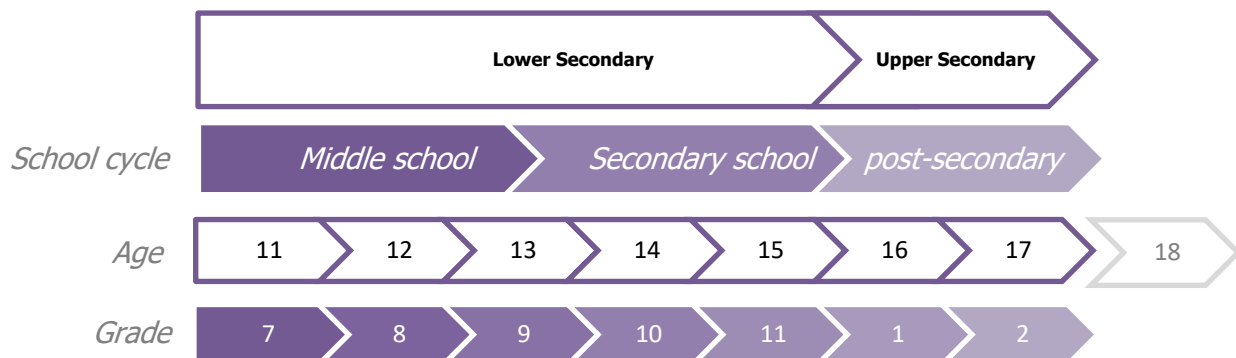 Lower Secondary Upper Secondary
School cycle Middle school Secondary school post-secondary
Age 11 12 13 14 15 16 17 18
Grade 7 8 9 10 11 1 2